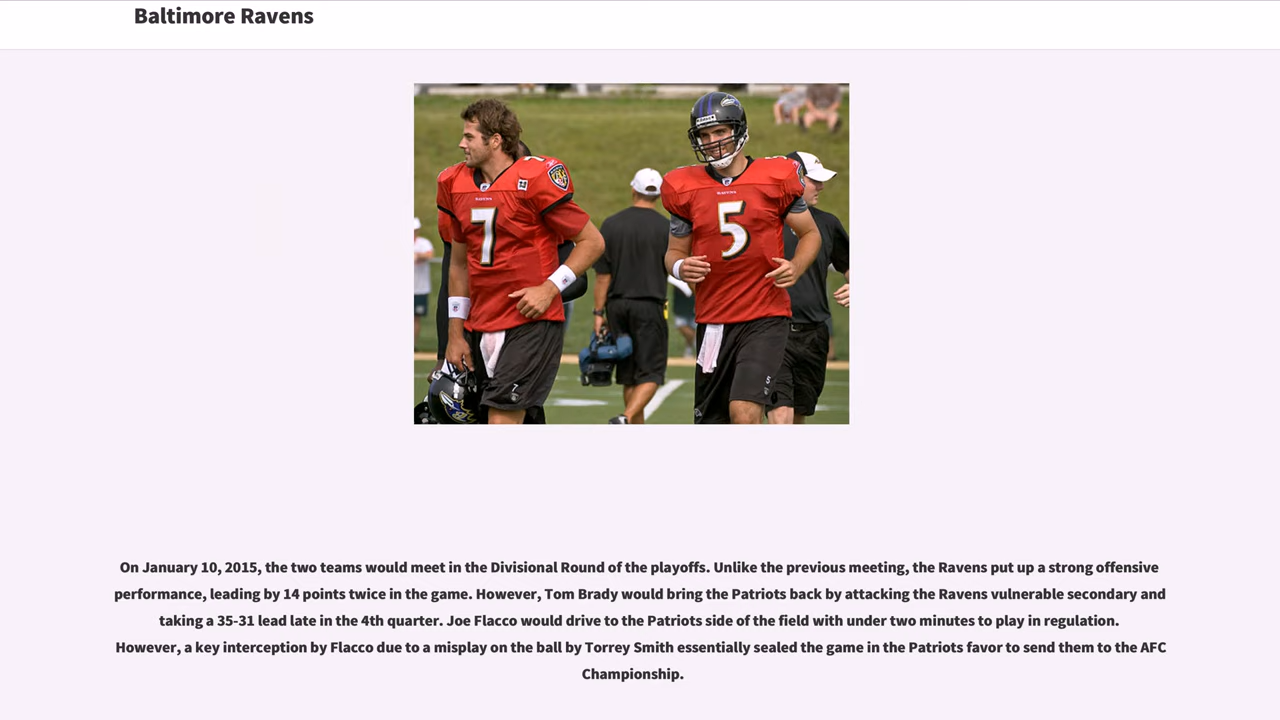 Baltimore Ravens
7
5
7
5
On January 10, 2015, the two teams would meet in the Divisional Round of the playoffs. Unlike the previous meeting, the Ravens put up a strong offensive
performance, leading by 14 points twice in the game. However, Tom Brady would bring the Patriots back by attacking the Ravens vulnerable secondary and
taking a 35-31 lead late in the 4th quarter. Joe Flacco would drive to the Patriots side of the field with under two minutes to play in regulation.
However, a key interception by Flacco due to a misplay on the ball by Torrey Smith essentially sealed the game in the Patriots favor to send them to the AFC
Championship.